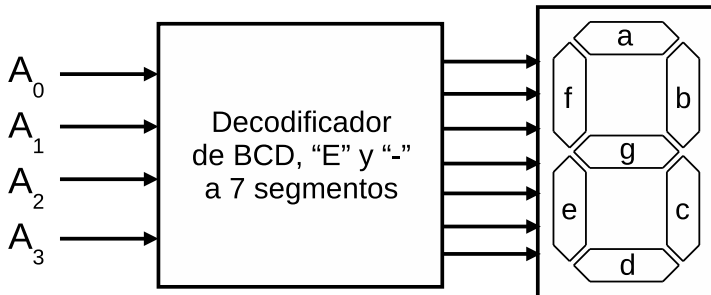 A0
A1
A2
A3
Decodificador
de BCD, “E” y “-”
a 7 segmentos
a
f
b
g
e
c
d